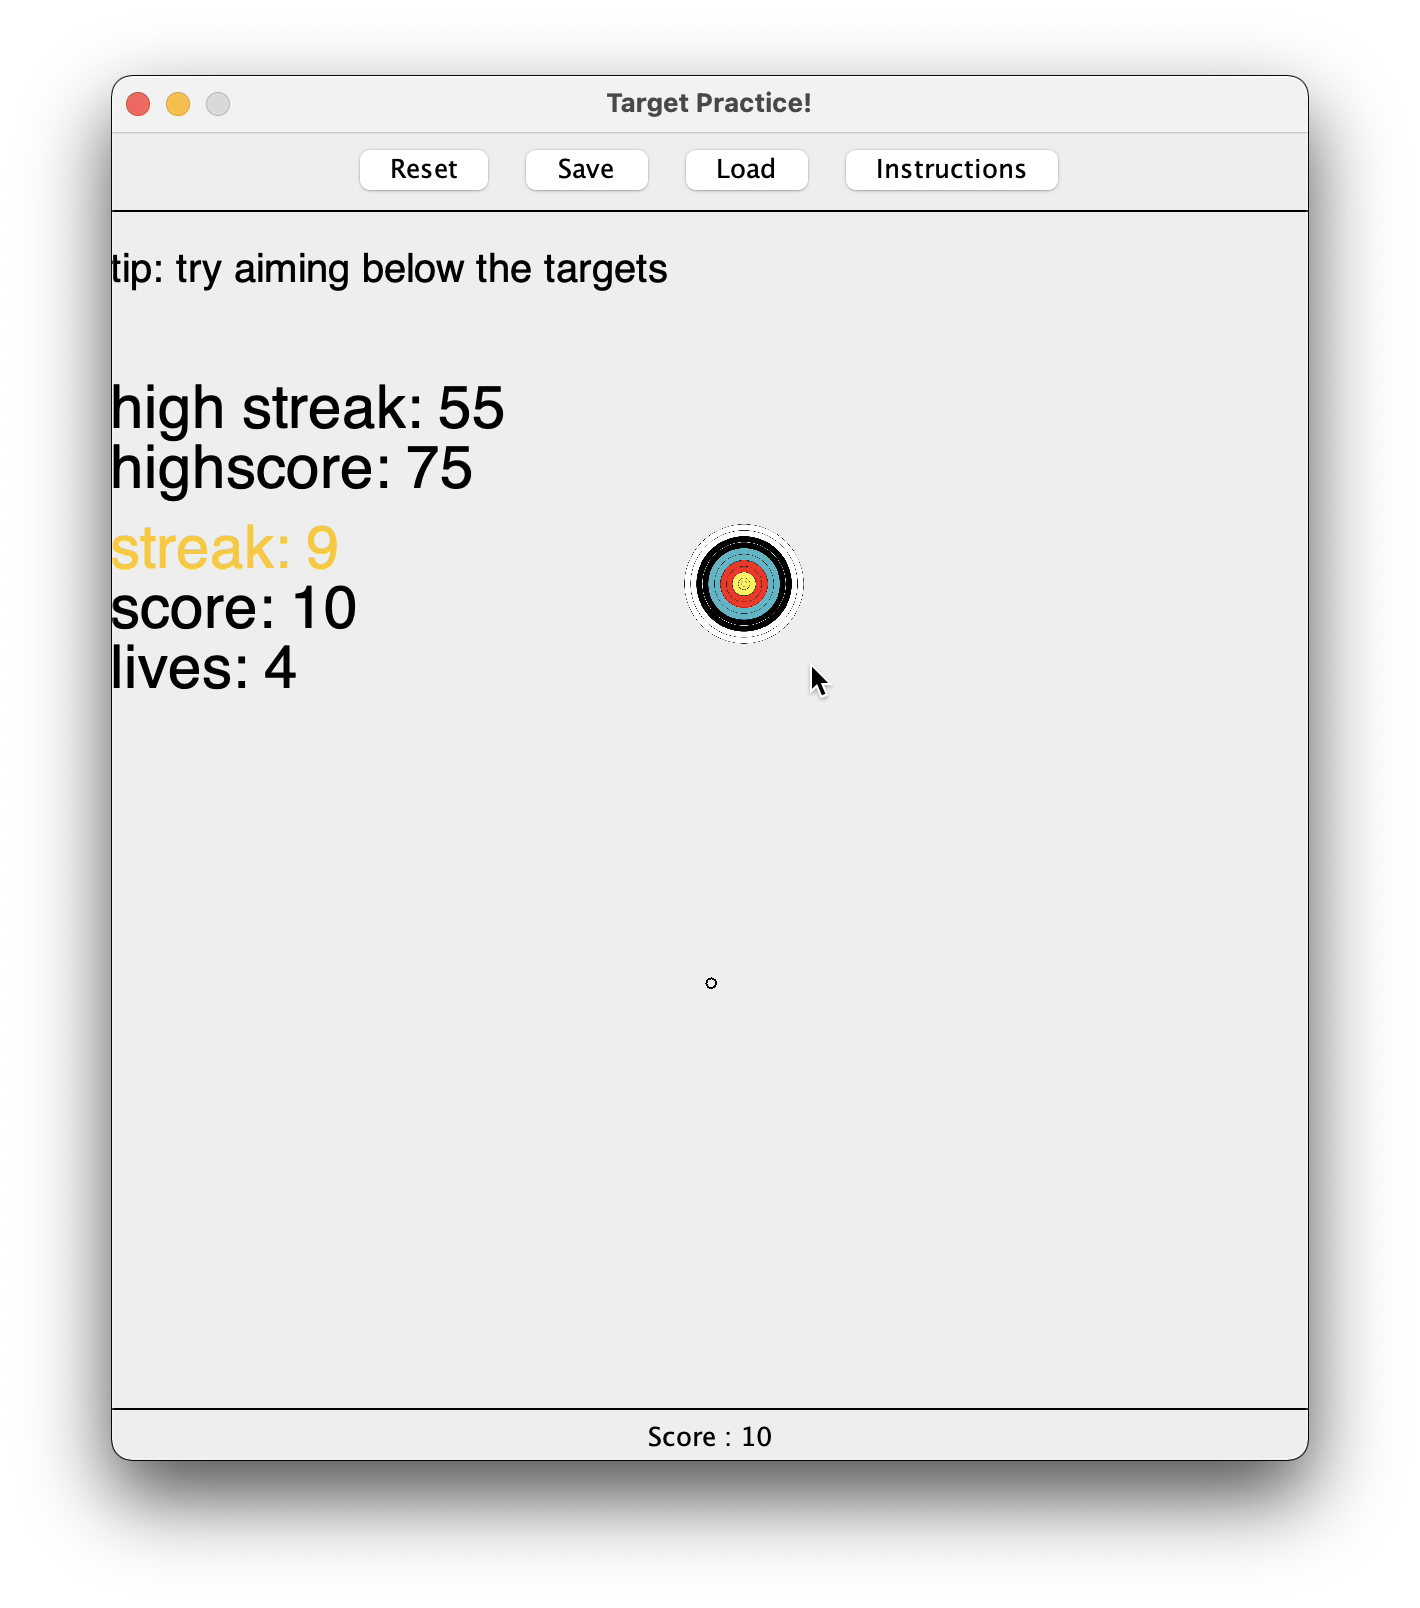 Target Practice!
Reset Save Load Instructions
tip: try aiming below the targets
high streak: 55
highscore: 75
streak: 9
score: 10
lives: 4
Score : 10